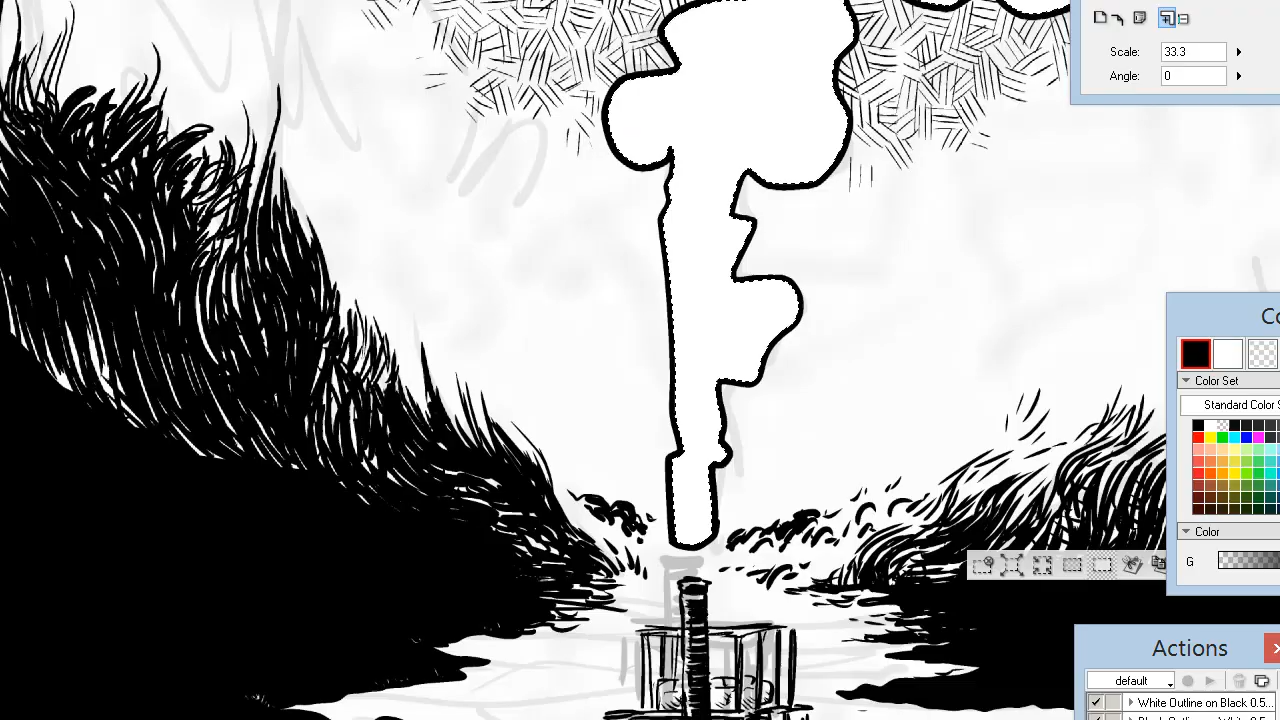 Scale: 33.3
Angle: 0
Co
Color Set
Standard Color S
Color
G
Actions
default
White Outline on Black 0.5